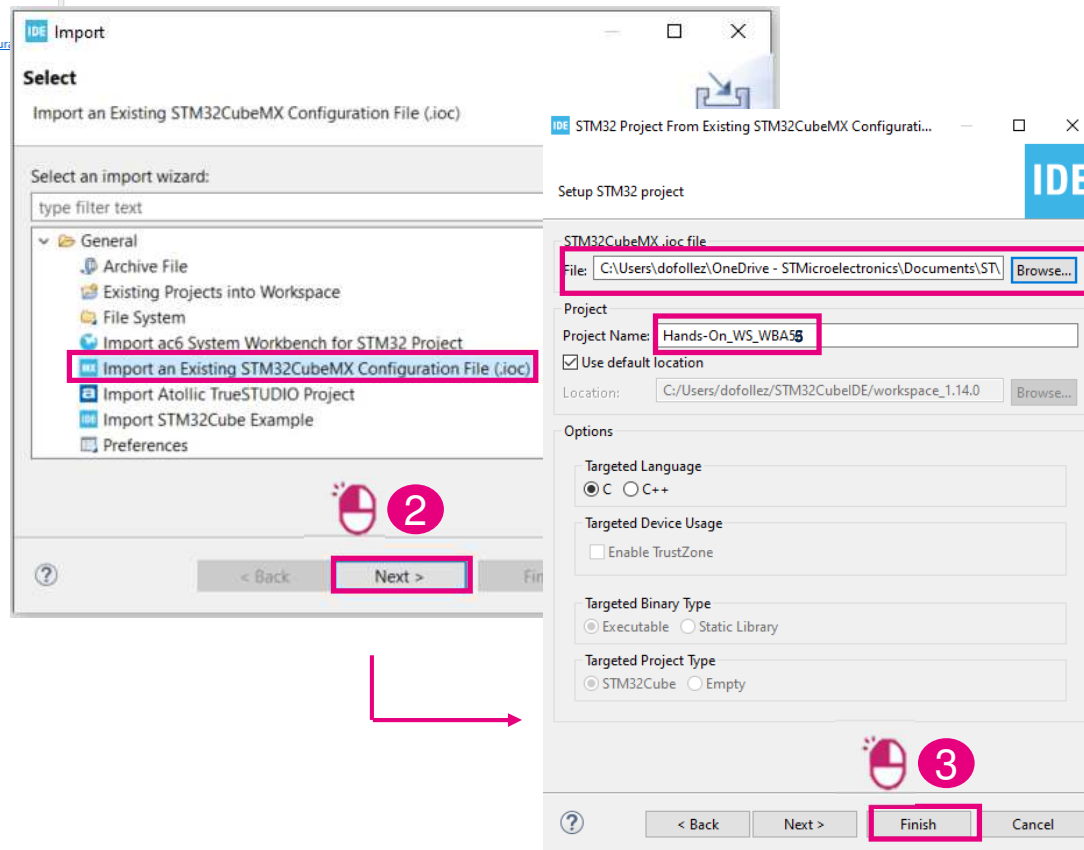 IDE Import
Select
Import an Existing STM32CubeMX Configuration File (.ioc)
Select an import wizard:
type filter text
General
Archive File
Existing Projects into Workspace
File System
Import ac6 System Workbench for STM32 Project
MX Import an Existing STM32CubeMX Configuration File (.ioc)
Import Atollic TrueSTUDIO Project
IDE Import STM32Cube Example
Preferences
2
? < Back Next > Fin
IDE STM32 Project From Existing STM32CubeMX Configurati...
Setup STM32 project
IDE
STM32CubeMX .ioc file
File: C:\Users\dofollez\OneDrive - STMicroelectronics\Documents\ST\ Browse...
Project
Project Name: Hands-On_WS_WBA5
Use default location
Location: C:/Users/dofollez/STM32CubeIDE/workspace_1.14.0 Browse...
Options
Targeted Language
C C++
Targeted Device Usage
Enable TrustZone
Targeted Binary Type
Executable Static Library
Targeted Project Type
STM32Cube Empty
3
? < Back Next > Finish Cancel